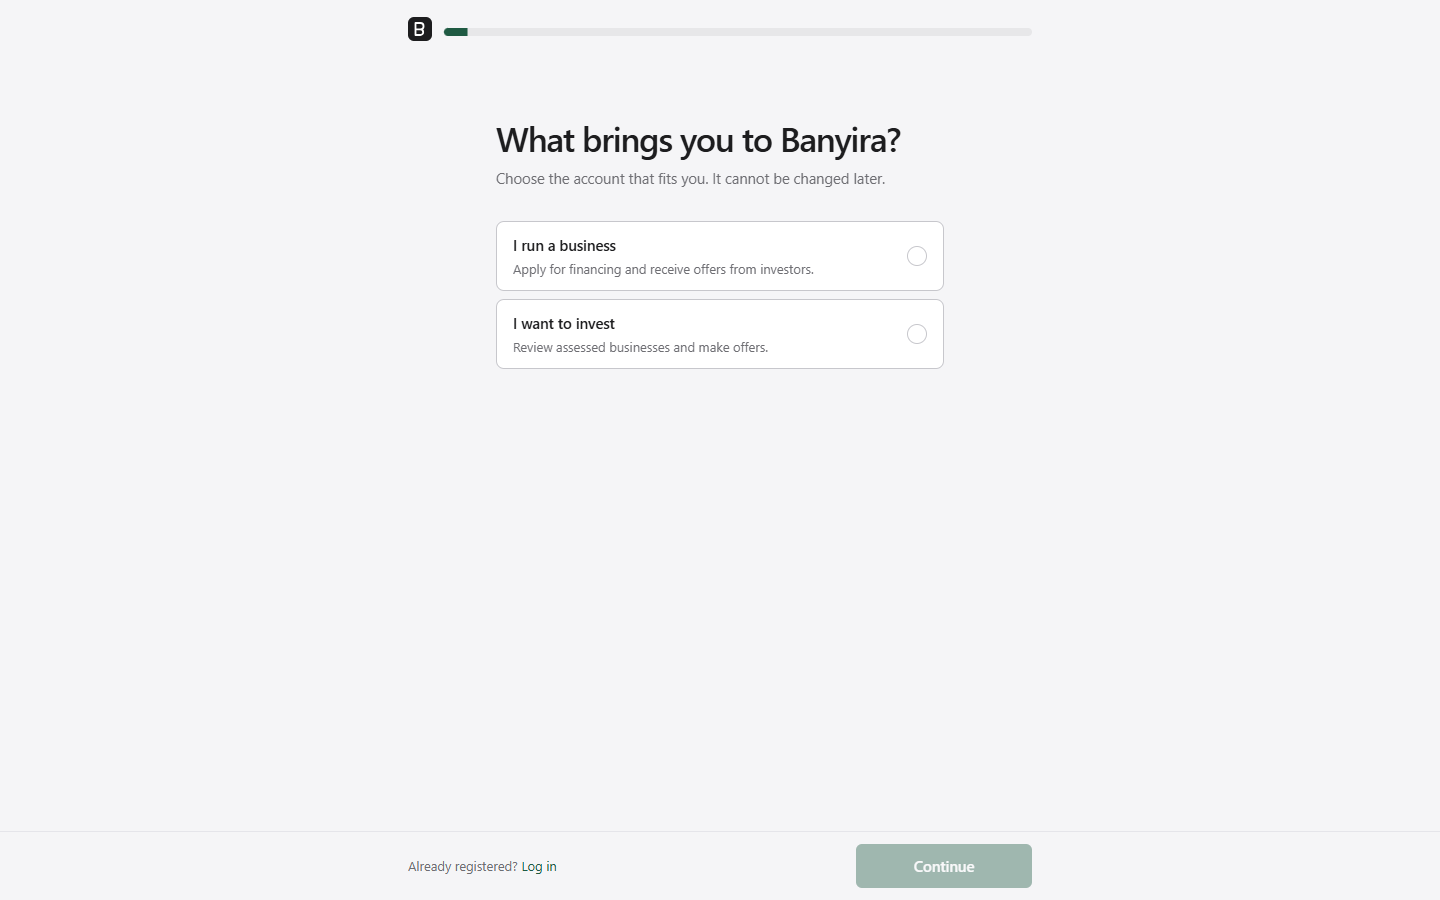 B
What brings you to Banyira?
Choose the account that fits you. It cannot be changed later.
I run a business
Apply for financing and receive offers from investors.
I want to invest
Review assessed businesses and make offers.
Already registered? Log in
Continue